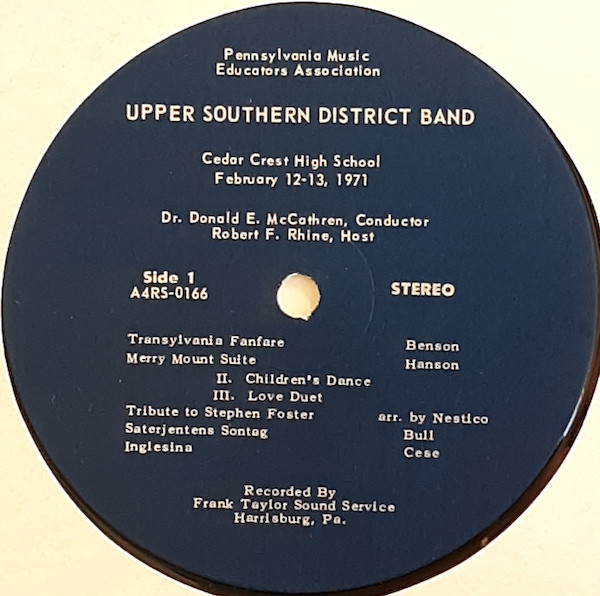 Pennsylvania Music
Educators Association
UPPER SOUTHERN DISTRICT BAND
Cedar Crest High School
February 12-13, 1971
Dr. Donald E. McCathren, Conductor
Robert F. Rhine, Host
Side 1
A4RS-0166
STEREO
Transylvania Fanfare Benson
Merry Mount Suite Hanson
II. Children's Dance
III. Love Duet
Tribute to Stephen Foster arr. by Nestico
Saterjentens Sontag Bull
Inglesina Cese
Recorded By
Frank Taylor Sound Service
Harrisburg, Pa.